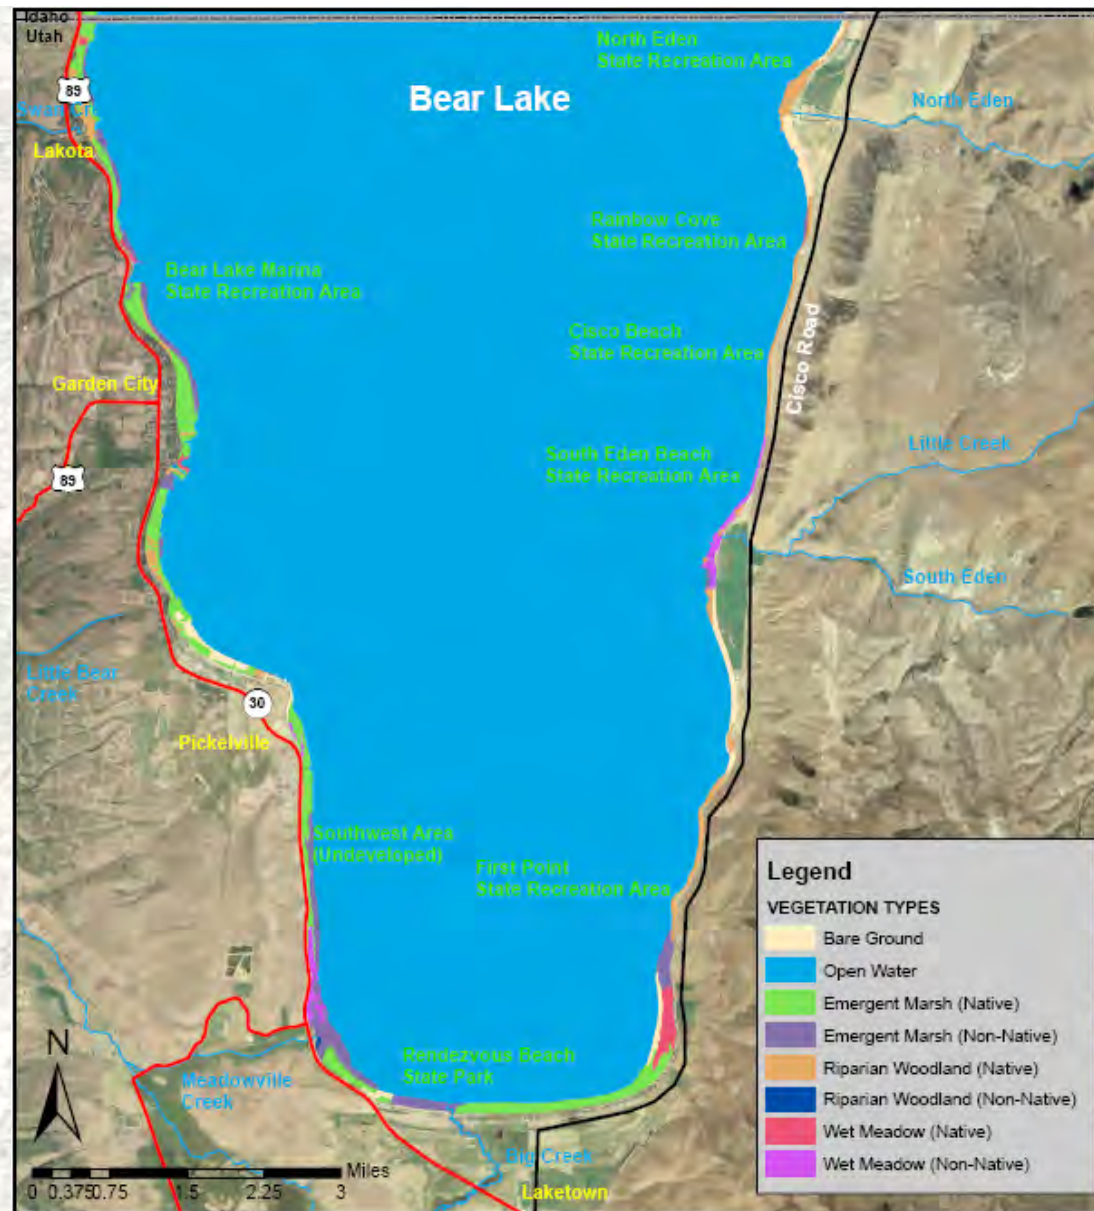 Idaho
Utah
North Eden
State Recreation Area
89
Bear Lake
North Eden
Swan Cr
Lakota
Rainbow Cove
State Recreation Area
Bear Lake Marina
State Recreation Area
Cisco Beach
State Recreation Area
Cisco Road
Garden City
Little Creek
South Eden Beach
State Recreation Area
89
South Eden
Little Bear
Creek
30
Pickelville
Southwest Area
(Undeveloped)
First Point
State Recreation Area
Legend
VEGETATION TYPES
Bare Ground
Open Water
Emergent Marsh (Native)
Emergent Marsh (Non-Native)
Riparian Woodland (Native)
Riparian Woodland (Non-Native)
Wet Meadow (Native)
Wet Meadow (Non-Native)
N
Rendezvous Beach
State Park
Meadowville
Creek
Big Creek
Miles
0 0.375 0.75 1.5 2.25 3
Laketown